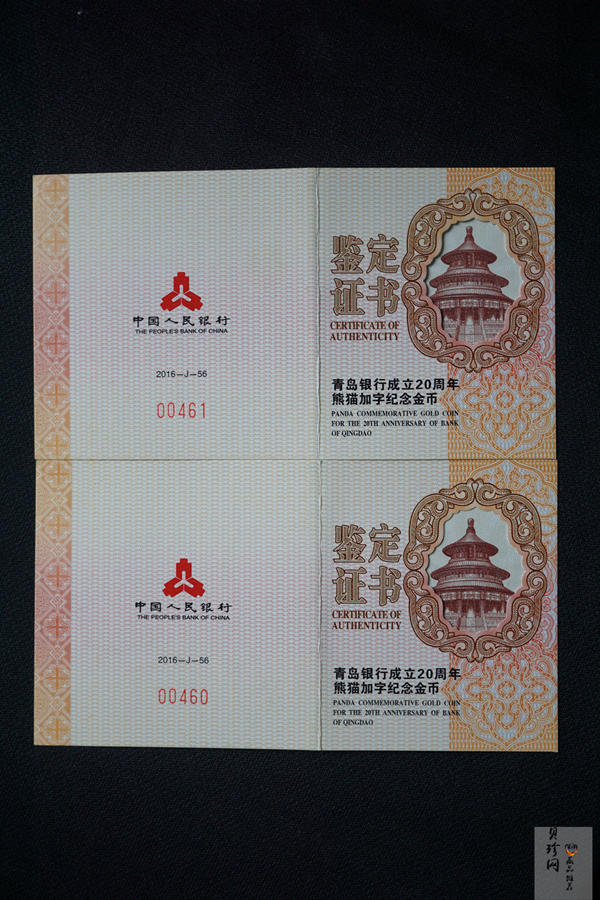 中国人民银行
THE PEOPLE'S BANK OF CHINA
2016-J-56
00461
鉴定
证书
CERTIFICATE OF
AUTHENTICITY
青岛银行成立20周年
熊猫加字纪念金币
PANDA COMMEMORATIVE GOLD COIN
FOR THE 20TH ANNIVERSARY OF BANK
OF QINGDAO
中国人民银行
THE PEOPLE'S BANK OF CHINA
2016-J-56
00460
鉴定
证书
CERTIFICATE OF
AUTHENTICITY
青岛银行成立20周年
熊猫加字纪念金币
PANDA COMMEMORATIVE GOLD COIN
FOR THE 20TH ANNIVERSARY OF BANK
OF QINGDAO
贝珍网